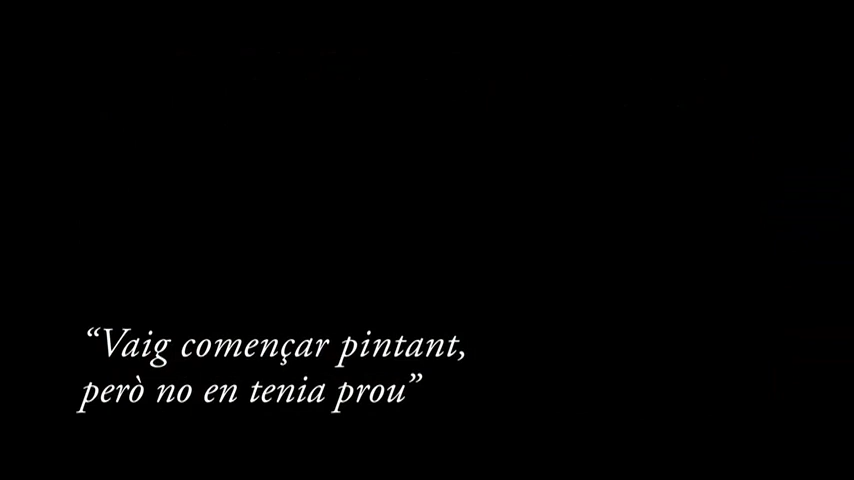 “Vaig començar pintant,
però no en tenia prou”